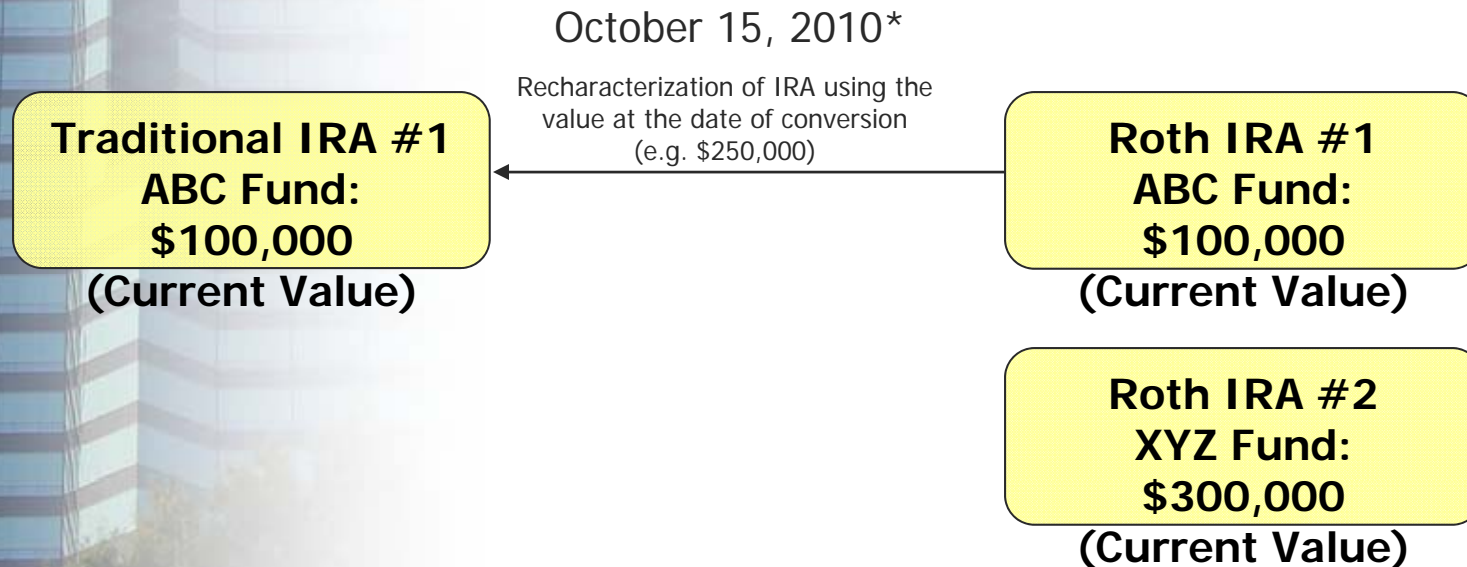 October 15, 2010*
Recharacterization of IRA using the
value at the date of conversion
(e.g. $250,000)
Traditional IRA #1
ABC Fund:
$100,000
(Current Value)
Roth IRA #1
ABC Fund:
$100,000
(Current Value)
Roth IRA #2
XYZ Fund:
$300,000
(Current Value)